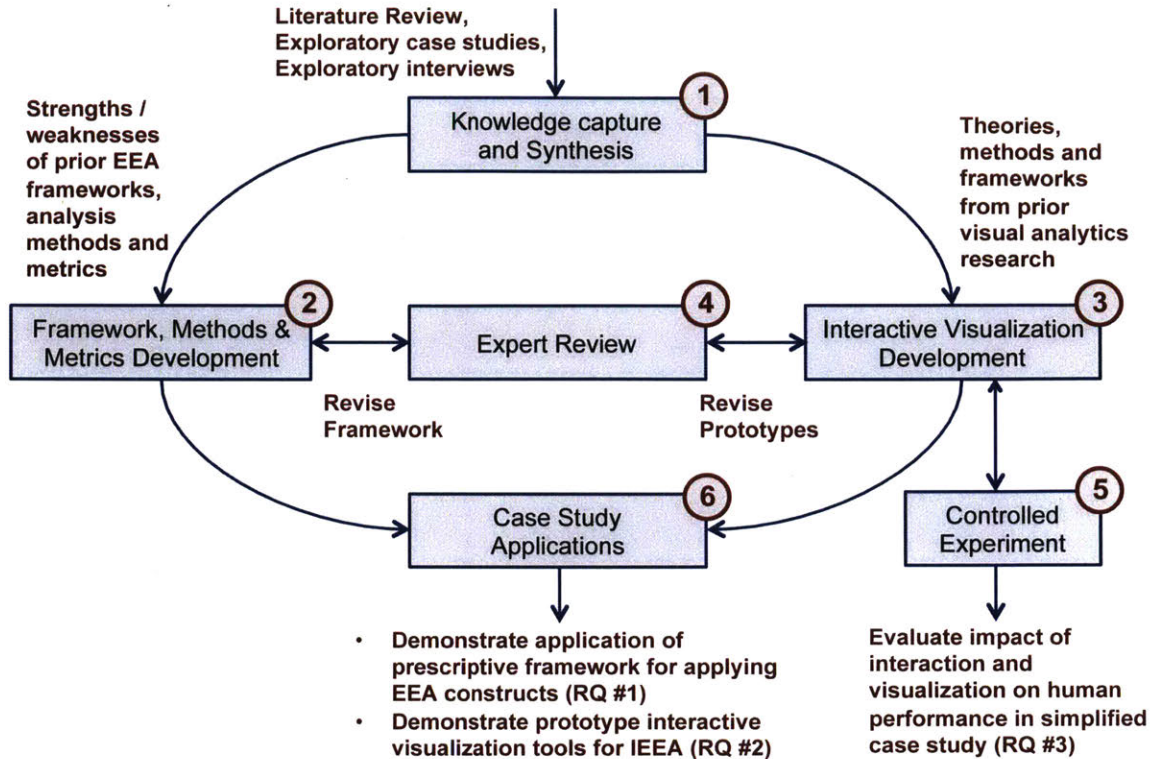 Literature Review,
Exploratory case studies,
Exploratory interviews
1
Knowledge capture
and Synthesis
Strengths /
weaknesses
of prior EEA
frameworks,
analysis
methods and
metrics
Theories,
methods and
frameworks
from prior
visual analytics
research
2
Framework, Methods &
Metrics Development
4
Expert Review
3
Interactive Visualization
Development
Revise
Framework
Revise
Prototypes
6
Case Study
Applications
5
Controlled
Experiment
• Demonstrate application of
prescriptive framework for applying
EEA constructs (RQ #1)
• Demonstrate prototype interactive
visualization tools for IEEA (RQ #2)
Evaluate impact of
interaction and
visualization on human
performance in simplified
case study (RQ #3)